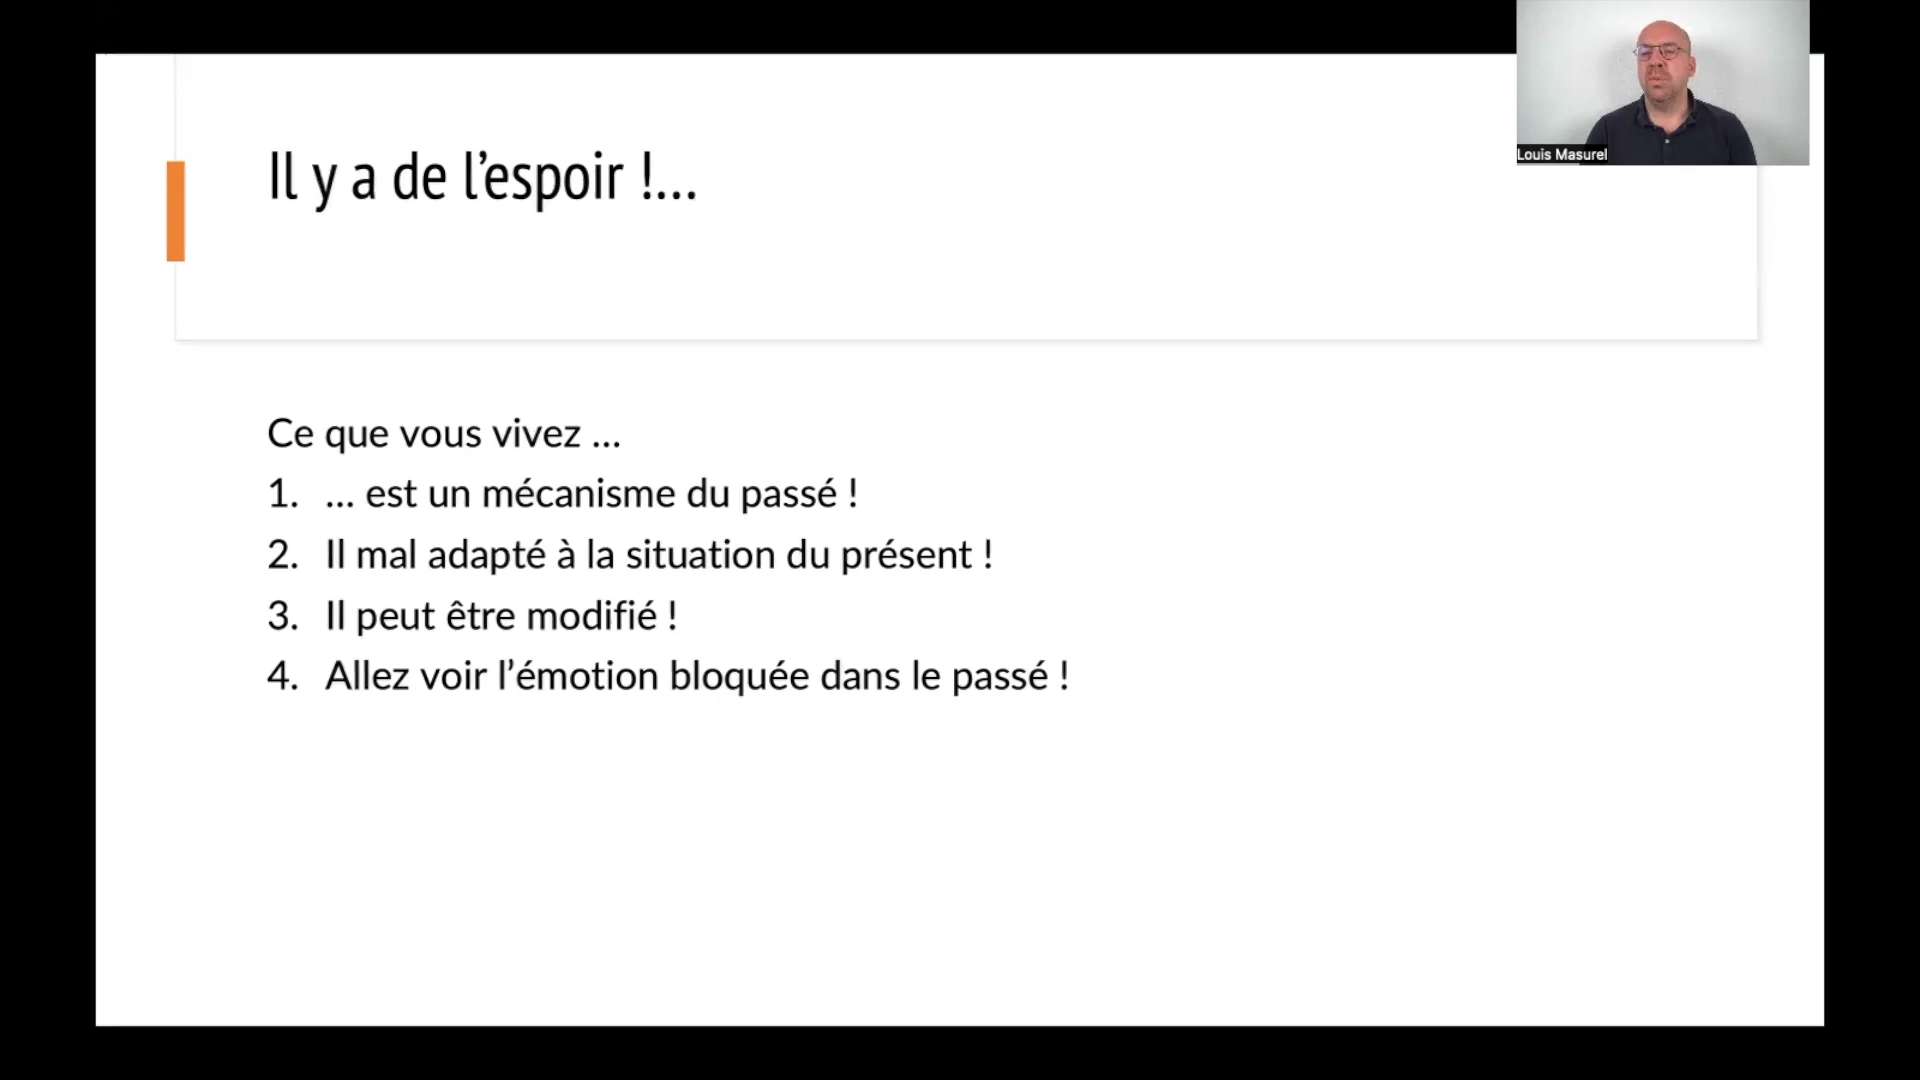 Louis Masurel
Il y a de l’espoir !...
Ce que vous vivez ...
1. ... est un mécanisme du passé !
2. Il mal adapté à la situation du présent !
3. Il peut être modifié !
4. Allez voir l’émotion bloquée dans le passé !